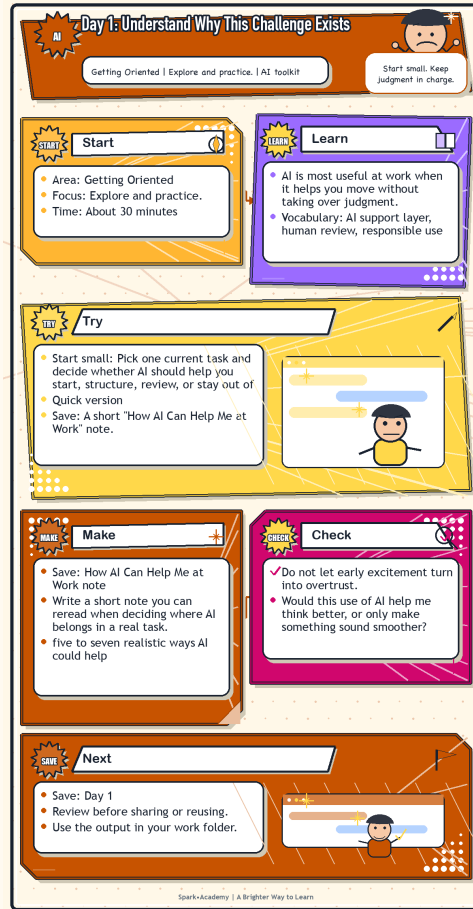 AI
Day 1: Understand Why This Challenge Exists
Getting Oriented | Explore and practice. | AI toolkit
Start small. Keep
judgment in charge.
START
Start
Area: Getting Oriented
Focus: Explore and practice.
Time: About 30 minutes
LEARN
Learn
AI is most useful at work when
it helps you move without
taking over judgment.
Vocabulary: AI support layer,
human review, responsible use
TRY
Try
Start small: Pick one current task and
decide whether AI should help you
start, structure, review, or stay out of
Quick version
Save: A short "How AI Can Help Me at
Work" note.
MAKE
Make
Save: How AI Can Help Me at
Work note
Write a short note you can
reread when deciding where AI
belongs in a real task.
five to seven realistic ways AI
could help
CHECK
Check
Do not let early excitement turn
into overtrust.
Would this use of AI help me
think better, or only make
something sound smoother?
SAVE
Next
Save: Day 1
Review before sharing or reusing.
Use the output in your work folder.
Spark•Academy | A Brighter Way to Learn